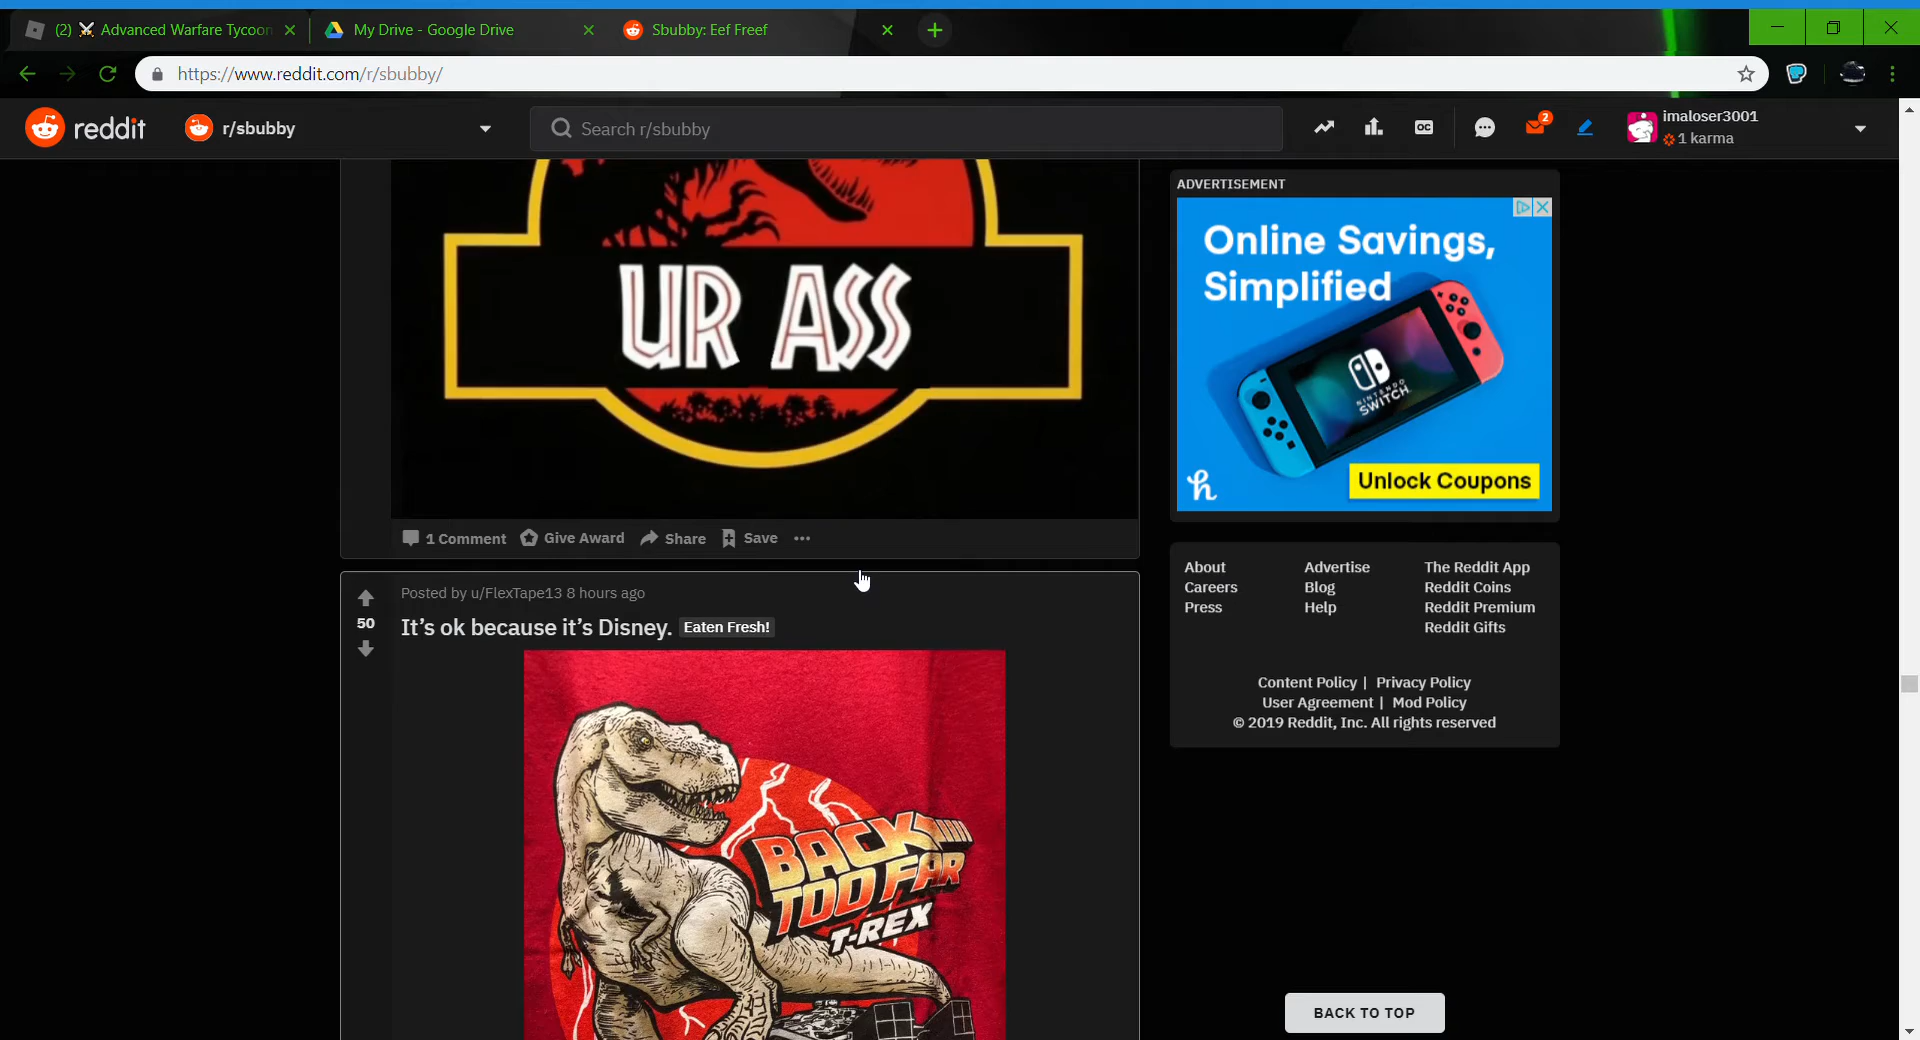 (2) ⚔ Advanced Warfare Tycoon
My Drive - Google Drive
Sbubby: Eef Freef
https://www.reddit.com/r/sbubby/
reddit
r/sbubby
Search r/sbubby
2
imaloser3001
1 karma
UR ASS
1 Comment
Give Award
Share
Save
Posted by u/FlexTape13 8 hours ago
50
It's ok because it's Disney. Eaten Fresh!
BACK
TOO FAR
T-REX
ADVERTISEMENT
Online Savings,
Simplified
NINTENDO
SWITCH
h
Unlock Coupons
About Advertise The Reddit App
Careers Blog Reddit Coins
Press Help Reddit Premium
Reddit Gifts
Content Policy | Privacy Policy
User Agreement | Mod Policy
© 2019 Reddit, Inc. All rights reserved
BACK TO TOP